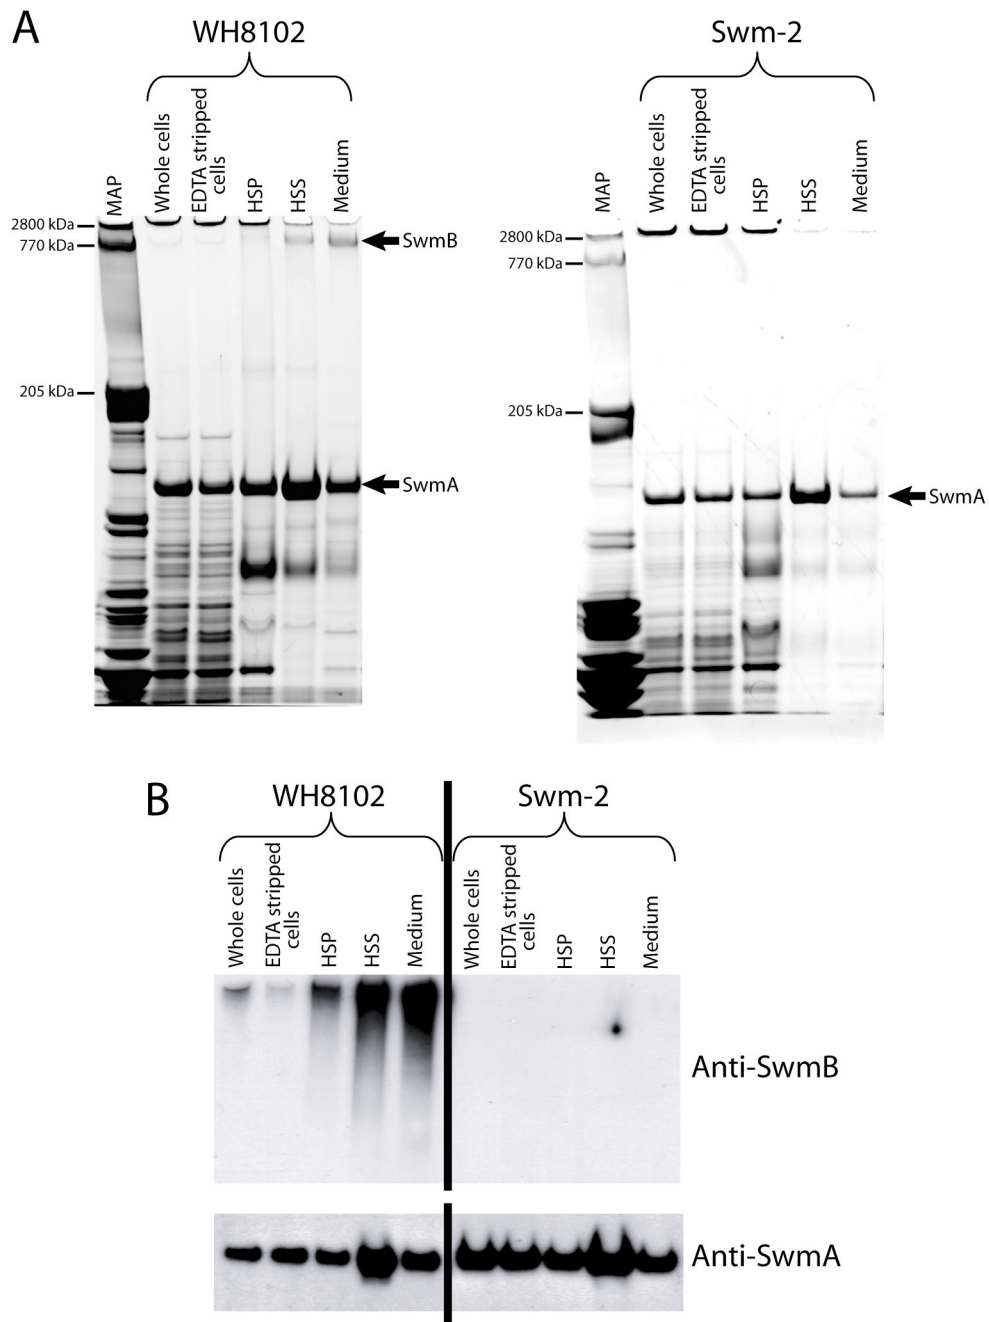 A
WH8102
MAP
Whole cells
EDTA stripped
cells
HSP
HSS
Medium
2800 kDa
770 kDa
205 kDa
SwmB
SwmA
Swm-2
MAP
Whole cells
EDTA stripped
cells
HSP
HSS
Medium
2800 kDa
770 kDa
205 kDa
SwmA
B
WH8102
Swm-2
Whole cells
EDTA stripped
cells
HSP
HSS
Medium
Whole cells
EDTA stripped
cells
HSP
HSS
Medium
Anti-SwmB
Anti-SwmA